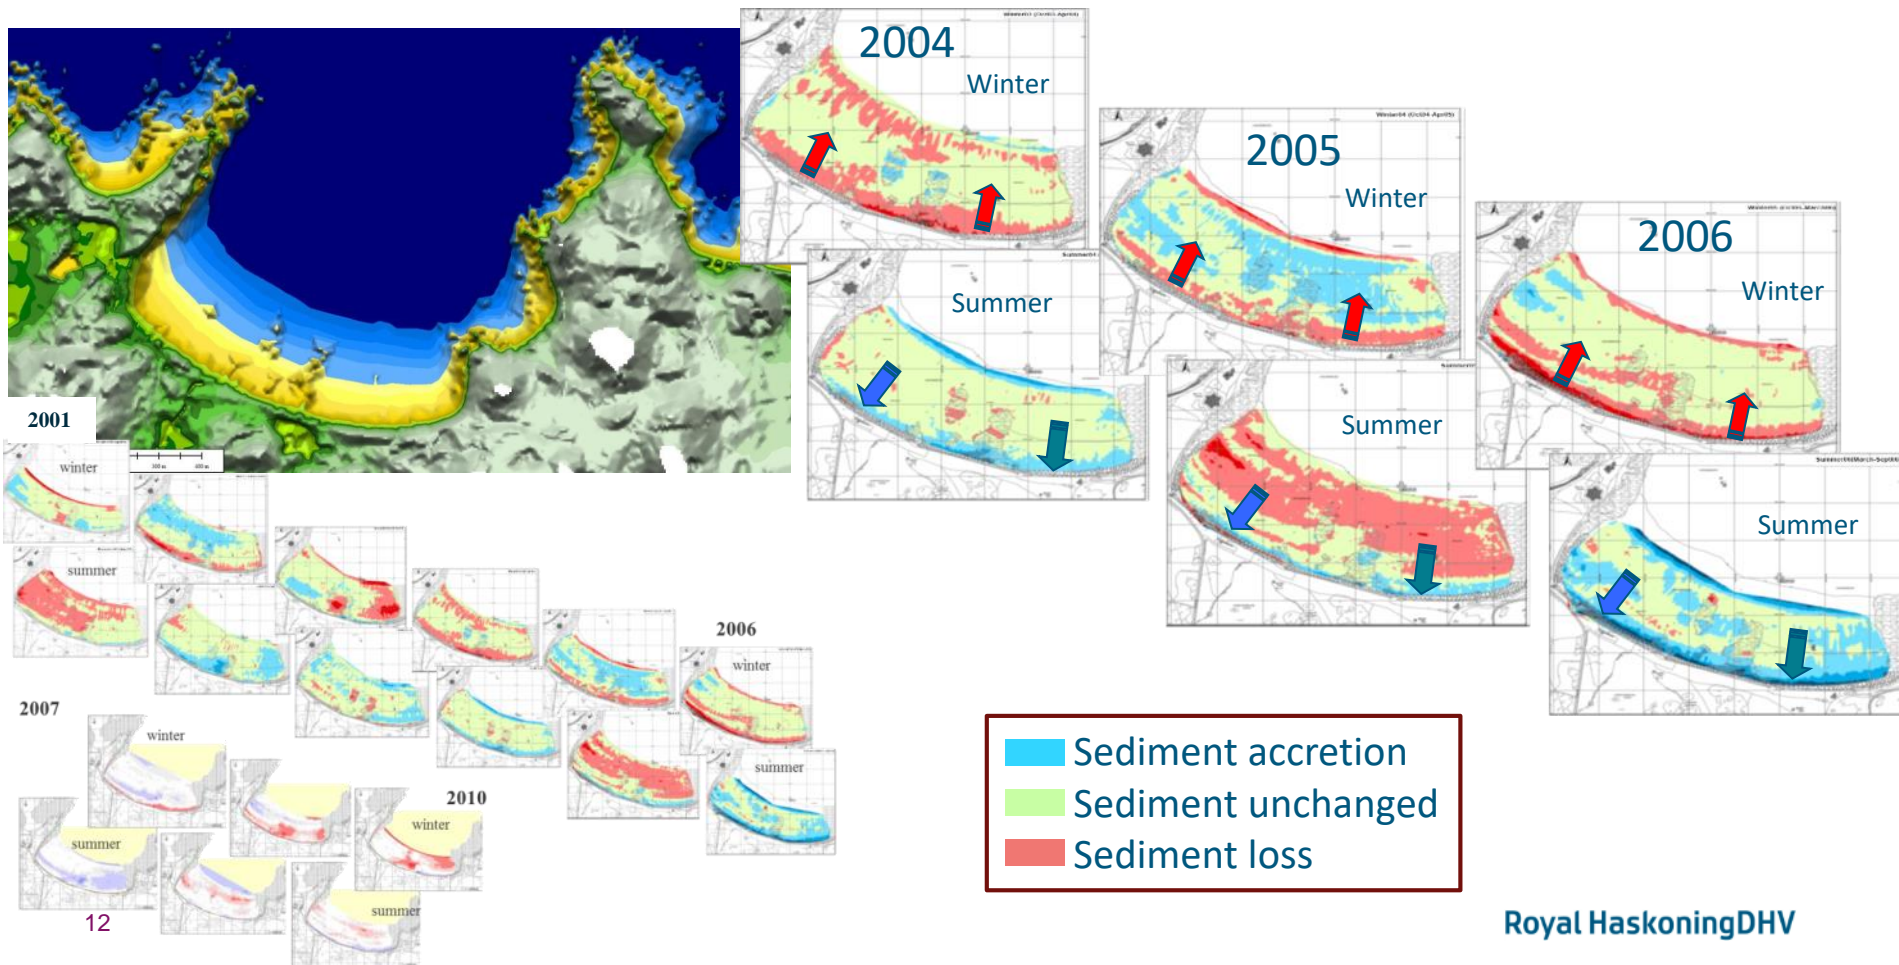 2004
Winter
2005
Winter
2006
Winter
Summer
Summer
Summer
2001
winter
summer
2006
winter
summer
2007
winter
summer
2010
winter
summer
Sediment accretion
Sediment unchanged
Sediment loss
12
Royal HaskoningDHV